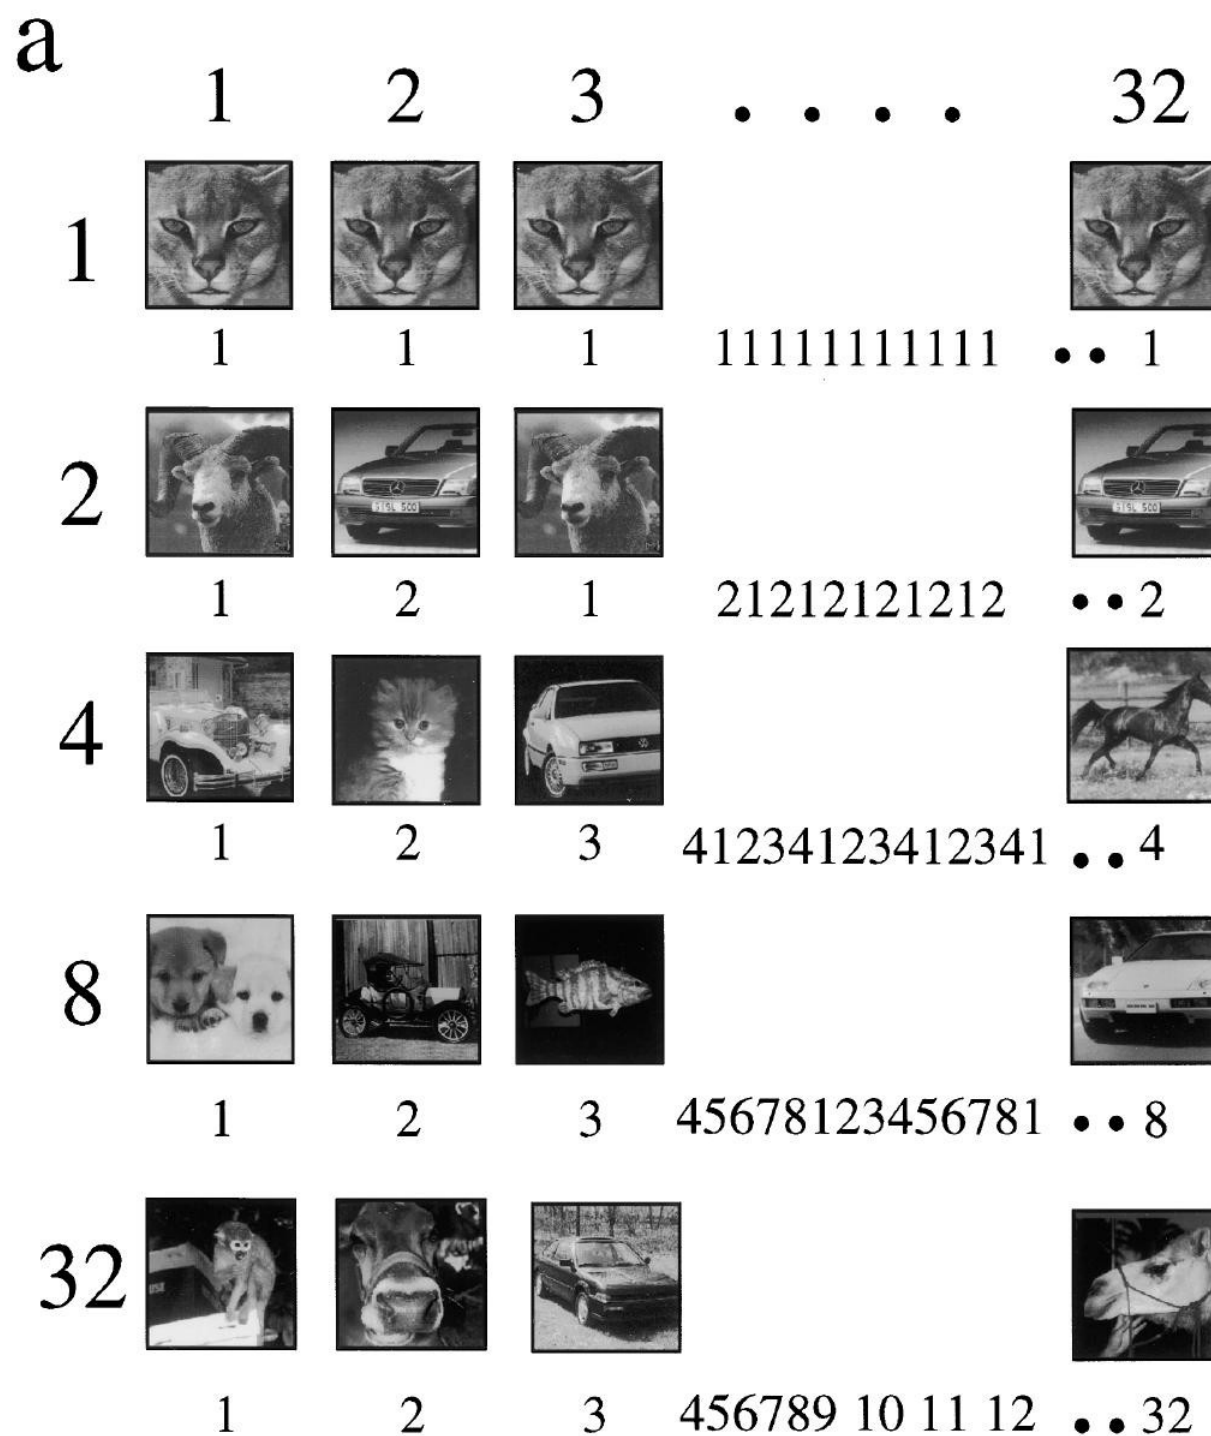 a
1 2 3 • • • • 32
1
1 1 1 11111111111 • • 1
2
1 2 1 21212121212 • • 2
4
1 2 3 41234123412341 • • 4
8
1 2 3 45678123456781 • • 8
32
1 2 3 456789 10 11 12 • • 32